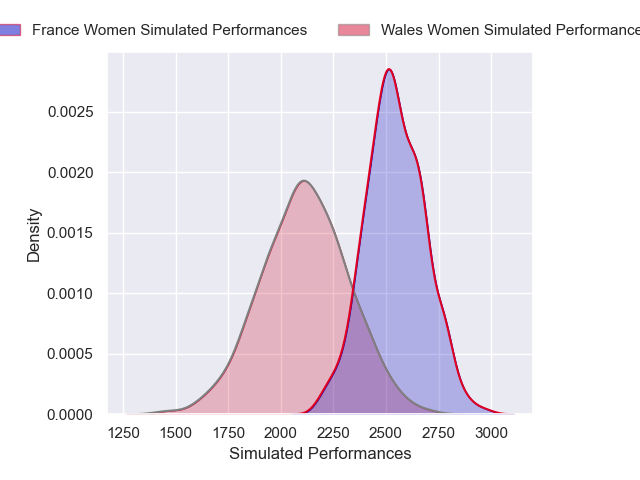 France Women Simulated Performances
Wales Women Simulated Performance
0.0025
0.0020
0.0015
0.0010
0.0005
0.0000
Density
1250 1500 1750 2000 2250 2500 2750 3000
Simulated Performances